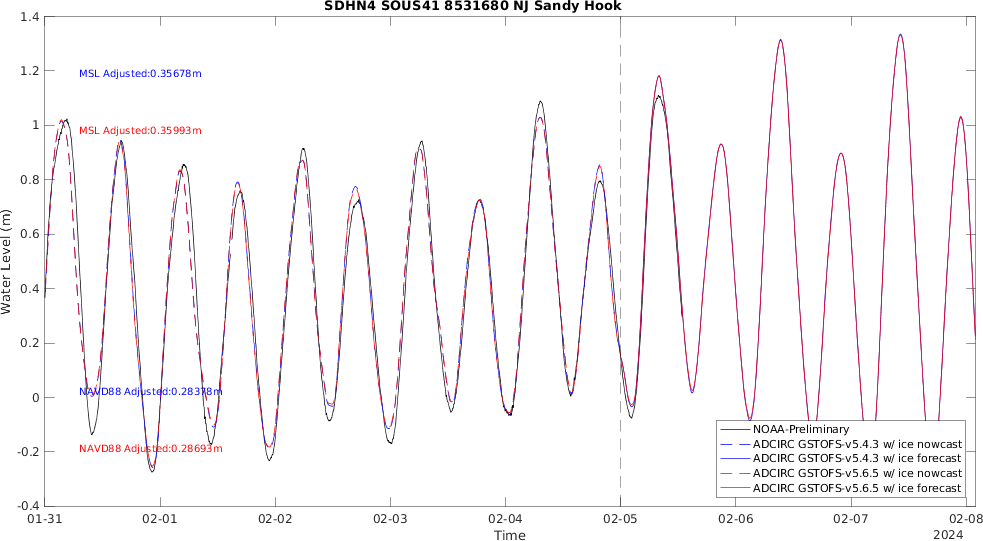 SDHN4 SOUS41 8531680 NJ Sandy Hook
1.4
1.2
1
0.8
0.6
0.4
0.2
0
-0.2
-0.4
Water Level (m)
MSL Adjusted:0.35678m
MSL Adjusted:0.35993m
NAVD88 Adjusted:0.28378m
NAVD88 Adjusted:0.28693m
NOAA-Preliminary
ADCIRC GSTOFS-v5.4.3 w/ ice nowcast
ADCIRC GSTOFS-v5.4.3 w/ ice forecast
ADCIRC GSTOFS-v5.6.5 w/ ice nowcast
ADCIRC GSTOFS-v5.6.5 w/ ice forecast
01-31 02-01 02-02 02-03 02-04 02-05 02-06 02-07 02-08
Time
2024